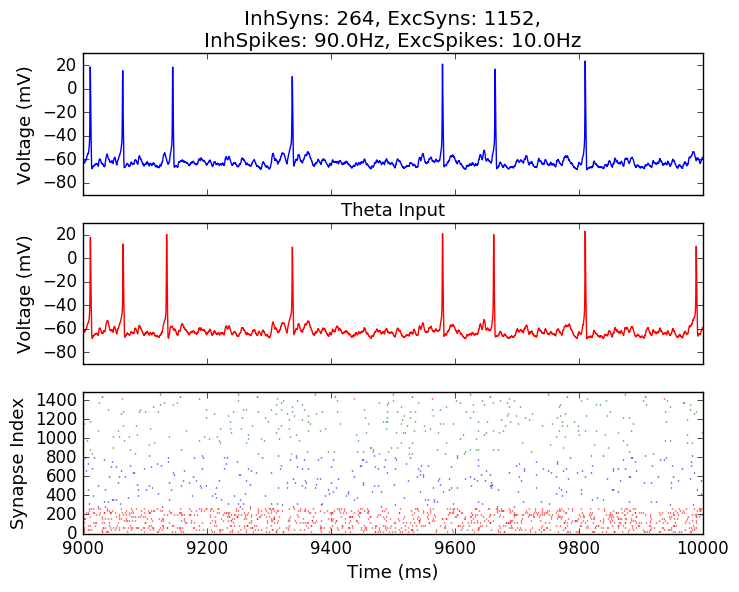 InhSyns: 264, ExcSyns: 1152,
InhSpikes: 90.0Hz, ExcSpikes: 10.0Hz
Voltage (mV)
20
0
−20
−40
−60
−80
Theta Input
Voltage (mV)
20
0
−20
−40
−60
−80
Synapse Index
1400
1200
1000
800
600
400
200
0
9000 9200 9400 9600 9800 10000
Time (ms)